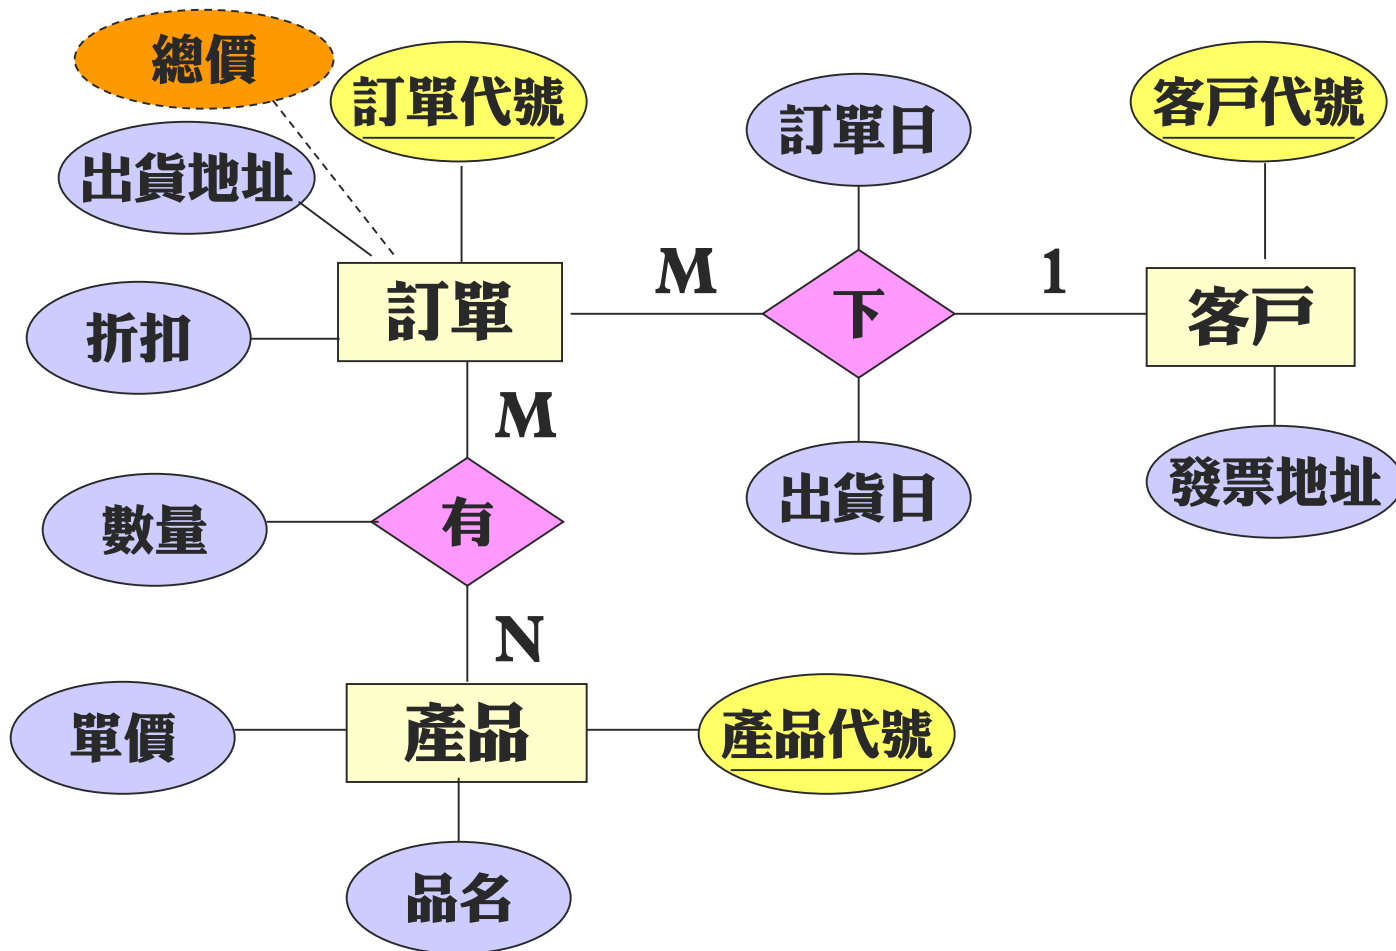 總價
訂單代號
訂單日
客戶代號
出貨地址
訂單
M
下
1
客戶
折扣
M
數量
有
出貨日
發票地址
N
單價
產品
產品代號
品名